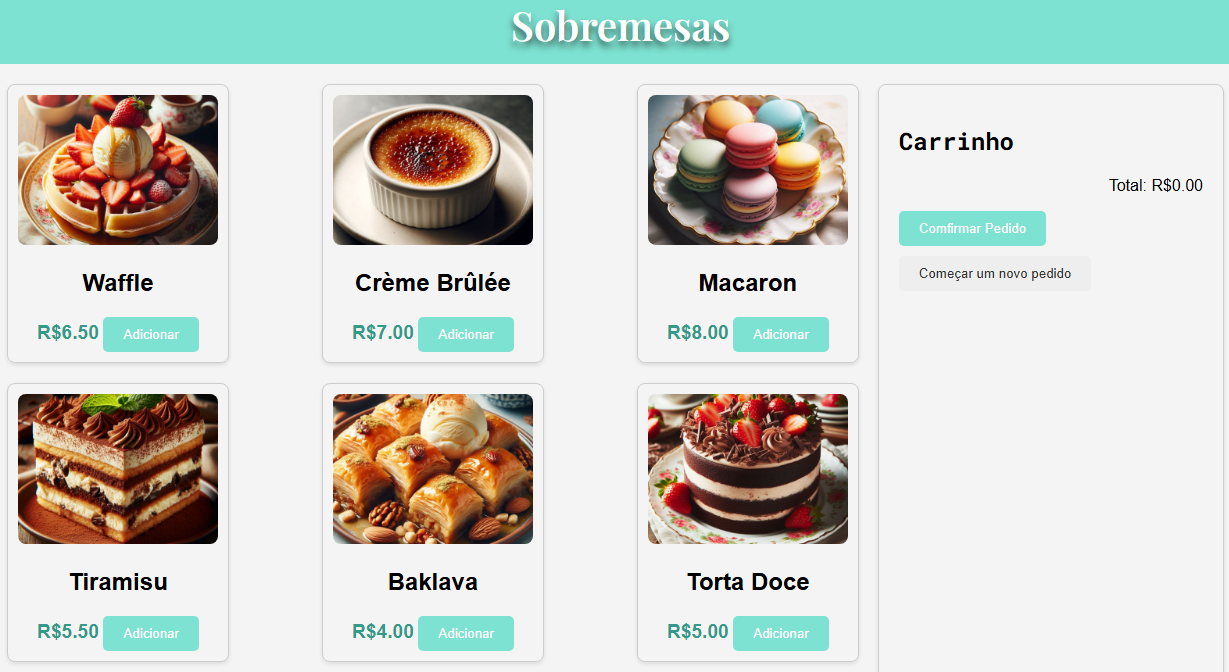 Sobremesas
Waffle
R$6.50 Adicionar
Crème Brûlée
R$7.00 Adicionar
Macaron
R$8.00 Adicionar
Tiramisu
R$5.50 Adicionar
Baklava
R$4.00 Adicionar
Torta Doce
R$5.00 Adicionar
Carrinho
Total: R$0.00
Comfirmar Pedido
Começar um novo pedido